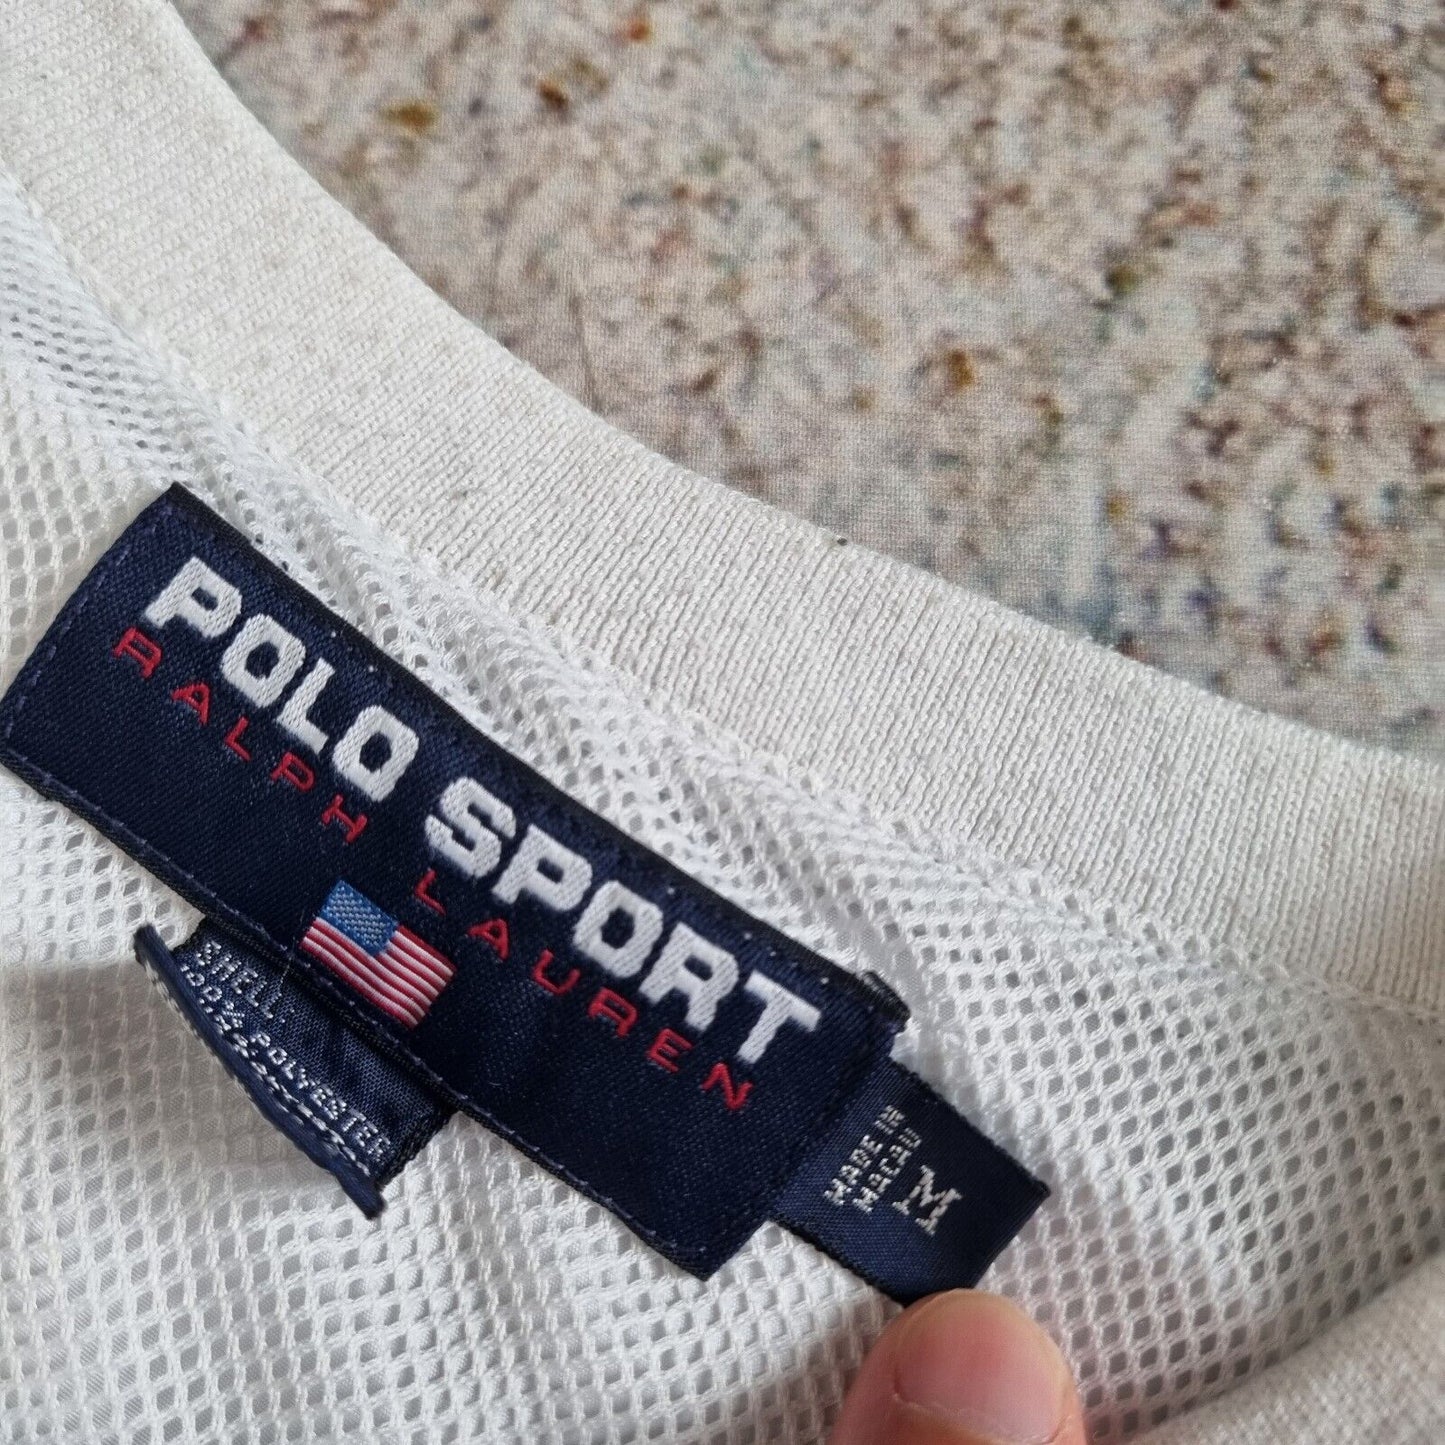 POLO SPORT
RALPH LAUREN
SHELL:
100% POLYESTER
MADE IN
MACAU
M